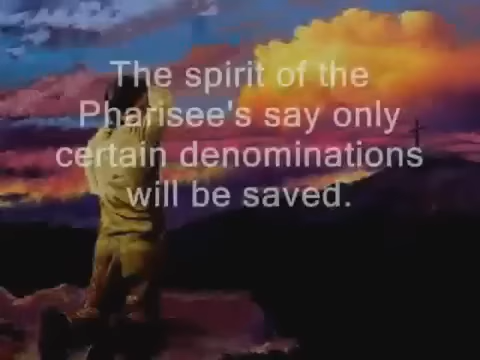 The spirit of the
Pharisee's say only
certain denominations
will be saved.